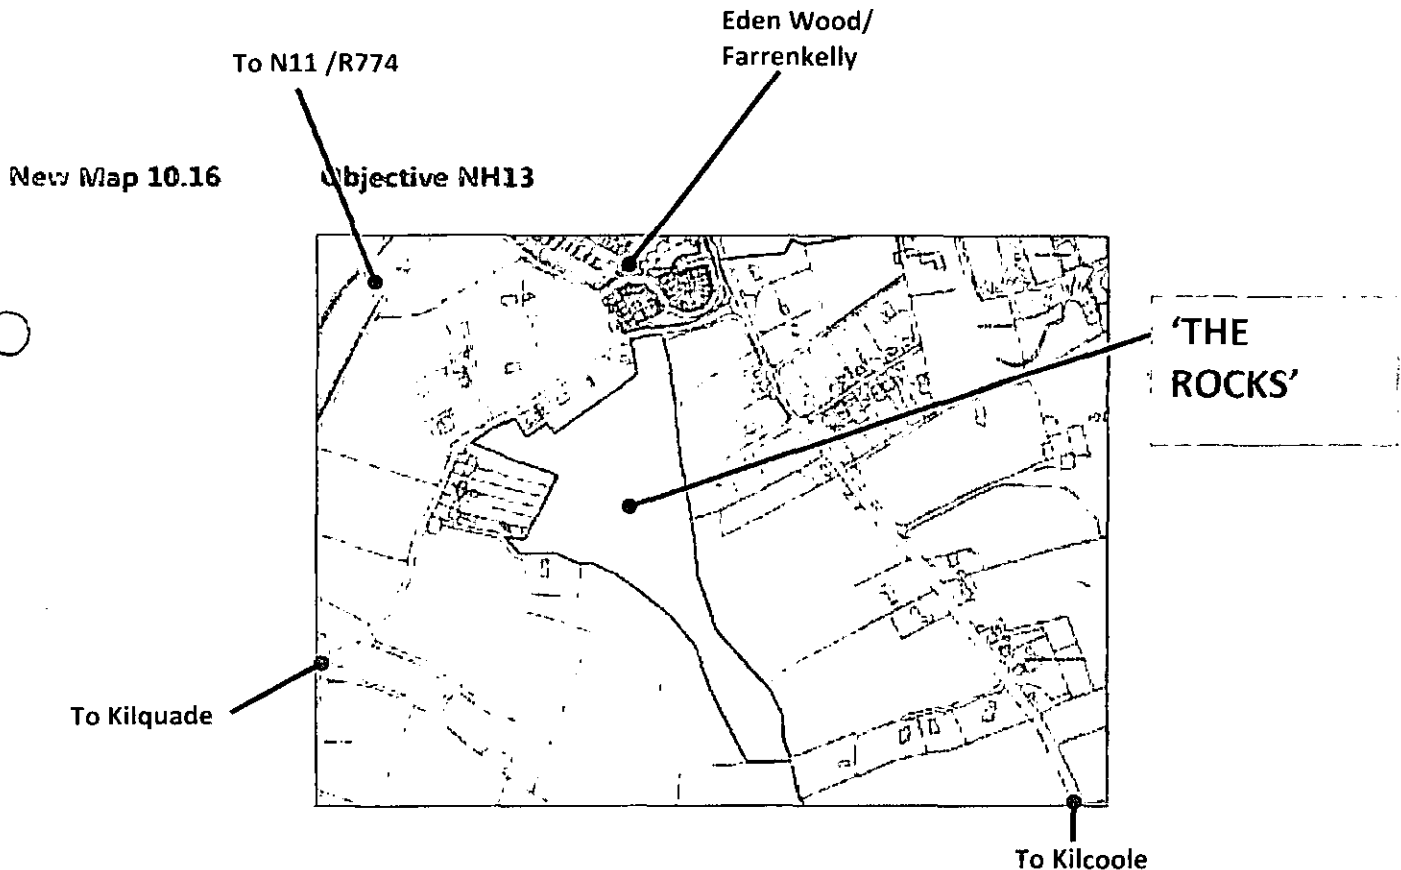 Eden Wood/
Farrenkelly
To N11 /R774
New Map 10.16 Objective NH13
'THE
ROCKS'
To Kilquade
To Kilcoole